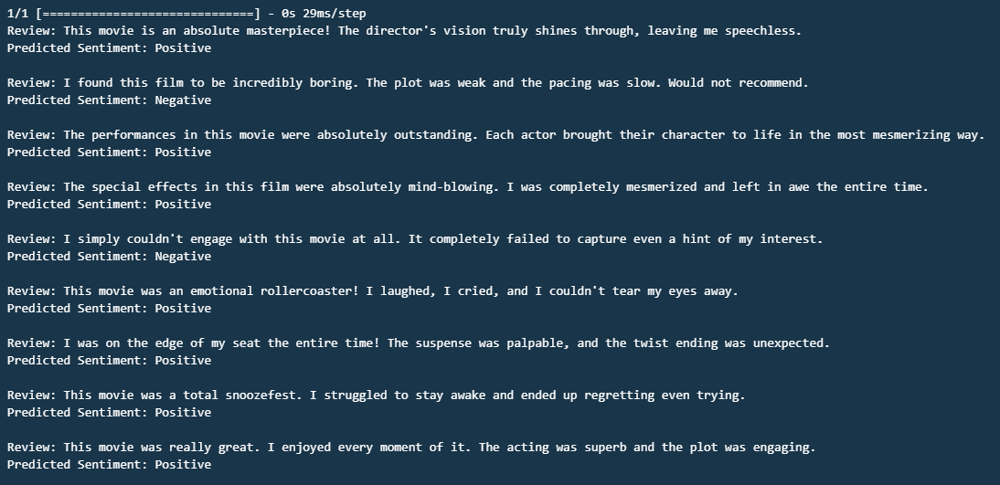 1/1 [==============================] - 0s 29ms/step
Review: This movie is an absolute masterpiece! The director's vision truly shines through, leaving me speechless.
Predicted Sentiment: Positive
Review: I found this film to be incredibly boring. The plot was weak and the pacing was slow. Would not recommend.
Predicted Sentiment: Negative
Review: The performances in this movie were absolutely outstanding. Each actor brought their character to life in the most mesmerizing way.
Predicted Sentiment: Positive
Review: The special effects in this film were absolutely mind-blowing. I was completely mesmerized and left in awe the entire time.
Predicted Sentiment: Positive
Review: I simply couldn't engage with this movie at all. It completely failed to capture even a hint of my interest.
Predicted Sentiment: Negative
Review: This movie was an emotional rollercoaster! I laughed, I cried, and I couldn't tear my eyes away.
Predicted Sentiment: Positive
Review: I was on the edge of my seat the entire time! The suspense was palpable, and the twist ending was unexpected.
Predicted Sentiment: Positive
Review: This movie was a total snoozefest. I struggled to stay awake and ended up regretting even trying.
Predicted Sentiment: Positive
Review: This movie was really great. I enjoyed every moment of it. The acting was superb and the plot was engaging.
Predicted Sentiment: Positive